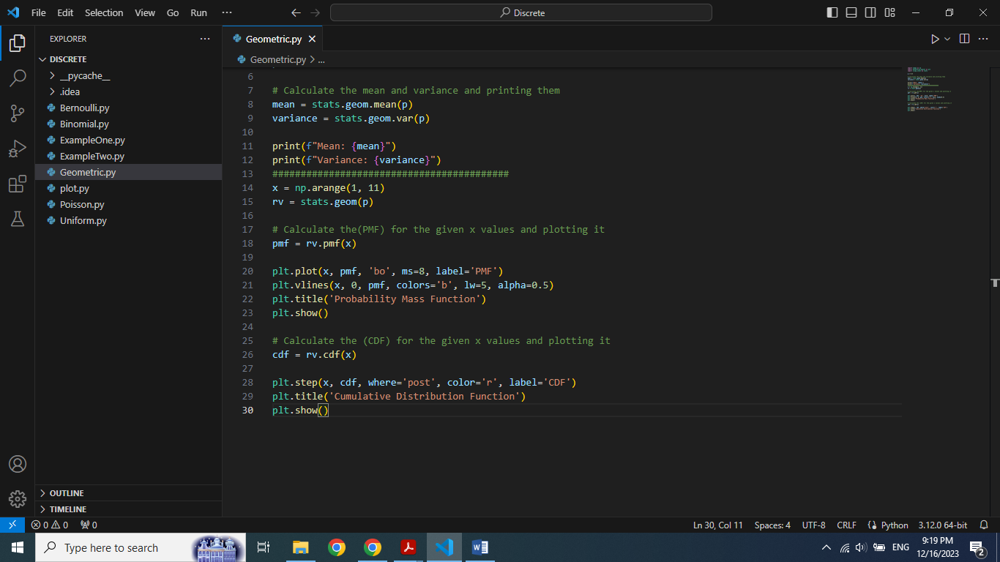 File Edit Selection View Go Run ···
Discrete
EXPLORER ···
DISCRETE
__pycache__
.idea
Bernoulli.py
Binomial.py
ExampleOne.py
ExampleTwo.py
Geometric.py
plot.py
Poisson.py
Uniform.py
OUTLINE
TIMELINE
Geometric.py
Geometric.py > ...
6
7 # Calculate the mean and variance and printing them
8 mean = stats.geom.mean(p)
9 variance = stats.geom.var(p)
10
11 print(f"Mean: {mean}")
12 print(f"Variance: {variance}")
13 ##########################################
14 x = np.arange(1, 11)
15 rv = stats.geom(p)
16
17 # Calculate the(PMF) for the given x values and plotting it
18 pmf = rv.pmf(x)
19
20 plt.plot(x, pmf, 'bo', ms=8, label='PMF')
21 plt.vlines(x, 0, pmf, colors='b', lw=5, alpha=0.5)
22 plt.title('Probability Mass Function')
23 plt.show()
24
25 # Calculate the (CDF) for the given x values and plotting it
26 cdf = rv.cdf(x)
27
28 plt.step(x, cdf, where='post', color='r', label='CDF')
29 plt.title('Cumulative Distribution Function')
30 plt.show()
0 0 0 Ln 30, Col 11 Spaces: 4 UTF-8 CRLF Python 3.12.0 64-bit
Type here to search
ENG
9:19 PM
12/16/2023
2